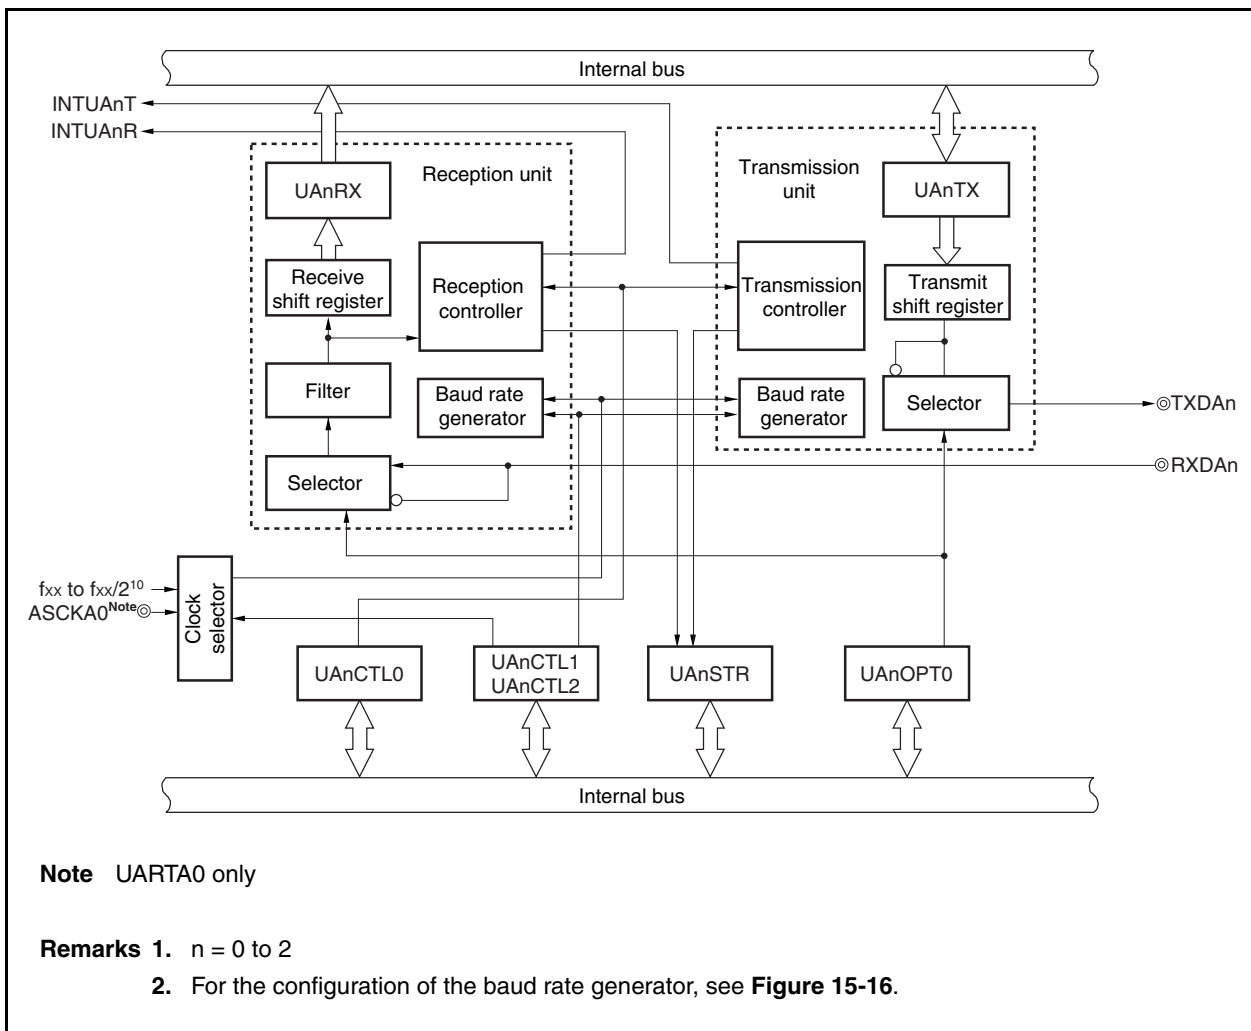 Internal bus
INTUAnT
INTUAnR
Reception unit
Transmission
unit
UAnRX
UAnTX
Receive
shift register
Reception
controller
Transmission
controller
Transmit
shift register
Filter
Baud rate
generator
Baud rate
generator
Selector
TXDAn
Selector
RXDAn
fxx to fxx/2¹⁰
ASCKA0Note
Clock
selector
UAnCTL0
UAnCTL1
UAnCTL2
UAnSTR
UAnOPT0
Internal bus
Note UARTA0 only
Remarks 1. n = 0 to 2
2. For the configuration of the baud rate generator, see Figure 15-16.